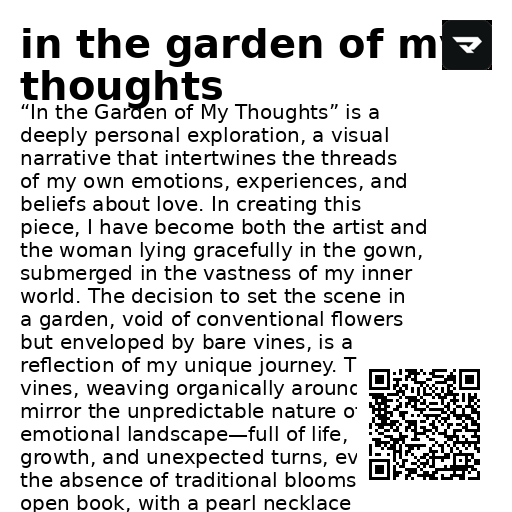 in the garden of my
thoughts
“In the Garden of My Thoughts” is a
deeply personal exploration, a visual
narrative that intertwines the threads
of my own emotions, experiences, and
beliefs about love. In creating this
piece, I have become both the artist and
the woman lying gracefully in the gown,
submerged in the vastness of my inner
world. The decision to set the scene in
a garden, void of conventional flowers
but enveloped by bare vines, is a
reflection of my unique journey.
vines, weaving organically around
mirror the unpredictable nature of
emotional landscape—full of life,
growth, and unexpected turns,
the absence of traditional blooms
open book, with a pearl necklace